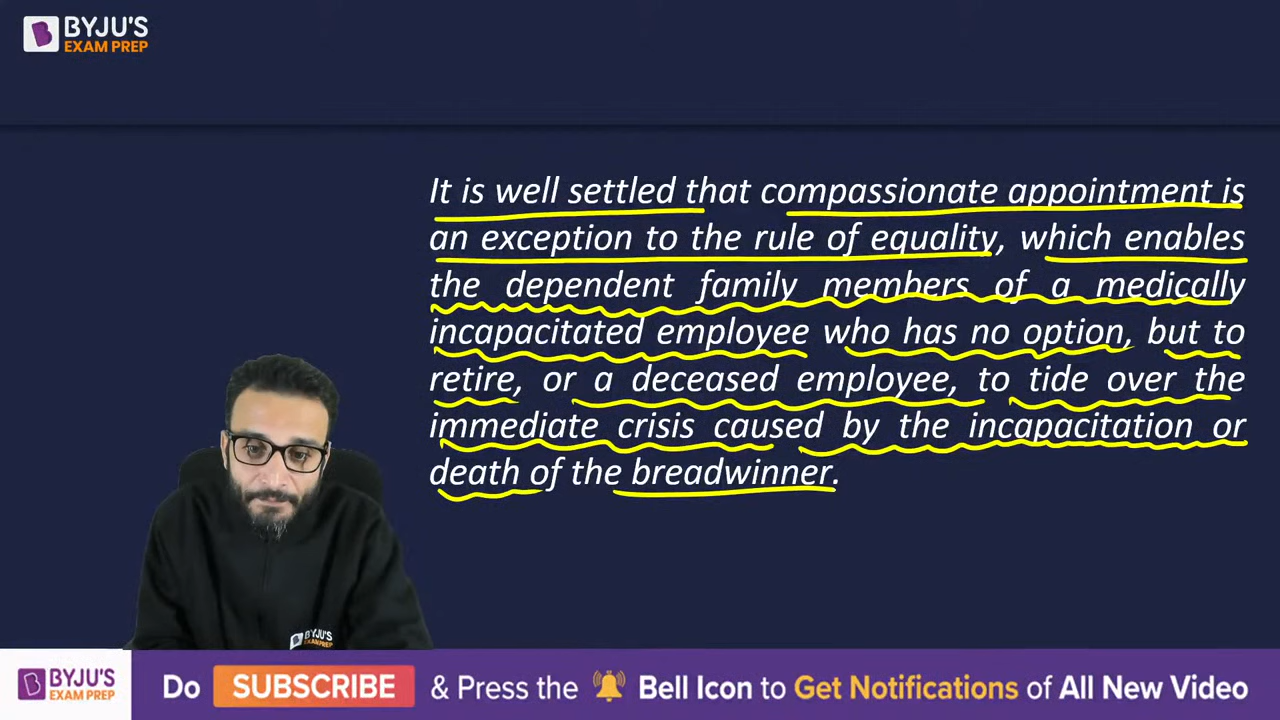 BYJU'S
EXAM PREP
It is well settled that compassionate appointment is
an exception to the rule of equality, which enables
the dependent family members of a medically
incapacitated employee who has no option, but to
retire, or a deceased employee, to tide over the
immediate crisis caused by the incapacitation or
death of the breadwinner.
BYJU'S
EXAM PREP
BYJU'S
EXAM PREP
Do SUBSCRIBE & Press the Bell Icon to Get Notifications of All New Video